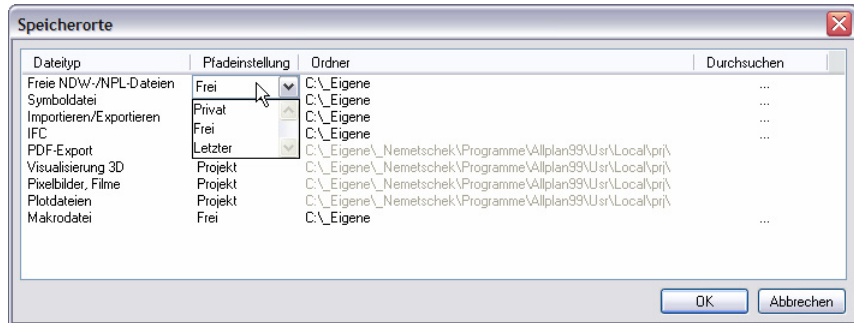 Speicherorte
Dateityp Pfadeinstellung Ordner Durchsuchen
Freie NDW-/NPL-Dateien Frei C:\_Eigene ...
Symboldatei C:\_Eigene ...
Importieren/Exportieren Privat C:\_Eigene ...
IFC Frei C:\_Eigene ...
PDF-Export Letzter C:\_Eigene\_Nemetschek\Programme\Allplan99\Usr\Local\prj\
Visualisierung 3D Projekt C:\_Eigene\_Nemetschek\Programme\Allplan99\Usr\Local\prj\
Pixelbilder, Filme Projekt C:\_Eigene\_Nemetschek\Programme\Allplan99\Usr\Local\prj\
Plotdateien Projekt C:\_Eigene\_Nemetschek\Programme\Allplan99\Usr\Local\prj\
Makrodatei Frei C:\_Eigene ...
OK Abbrechen